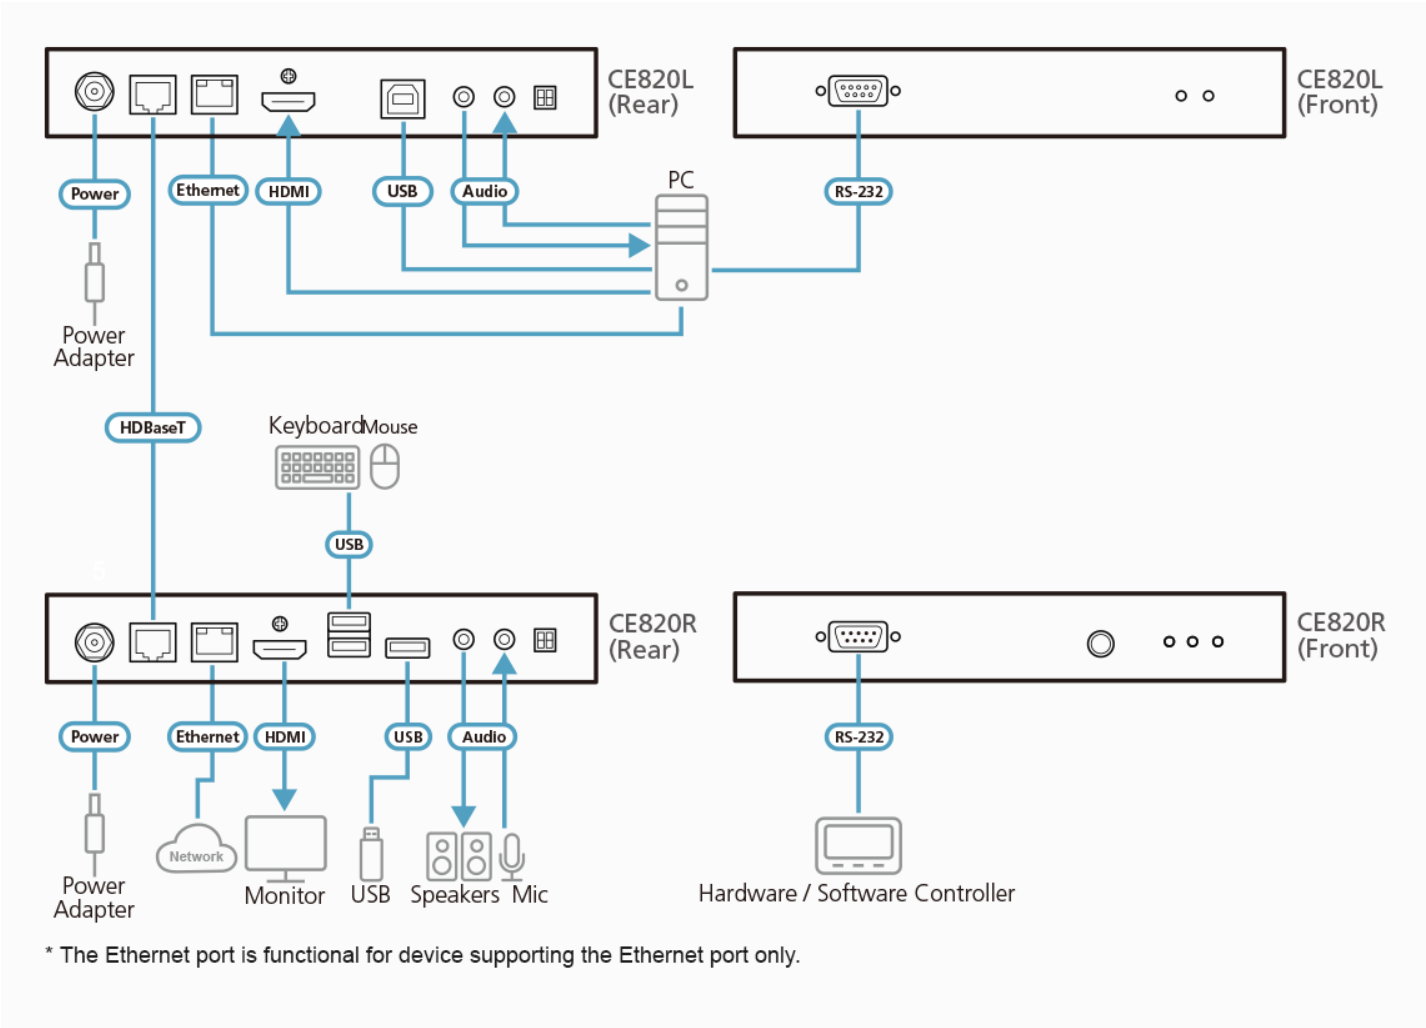 CE820L
(Rear)
CE820L
(Front)
Power
Ethernet
HDMI
USB
Audio
PC
RS-232
Power
Adapter
HDBaseT
Keyboard
Mouse
USB
CE820R
(Rear)
CE820R
(Front)
Power
Ethernet
HDMI
USB
Audio
RS-232
Network
Power
Adapter
Monitor
USB
Speakers
Mic
Hardware / Software Controller
* The Ethernet port is functional for device supporting the Ethernet port only.